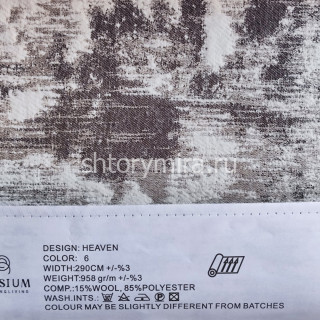 shtorymira.ru
DESIGN: HEAVEN
COLOR: 6
WIDTH:290CM +/-%3
WEIGHT:958 gr/m +/-%3
COMP.:15%WOOL, 85%POLYESTER
WASH.INTS.:
COLOUR MAY BE SLIGHTLY DIFFERENT FROM BATCHES
SIUM
LIVING